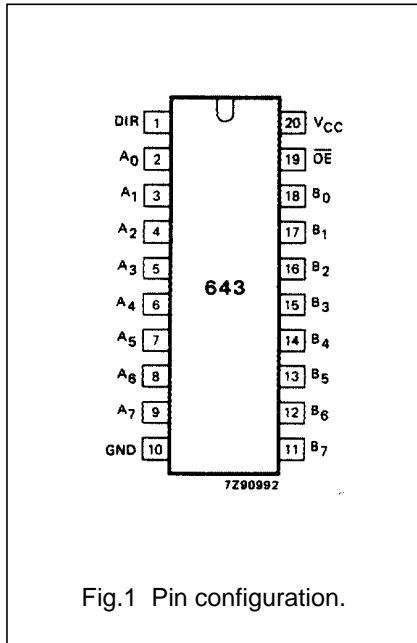 DIR 1 20 VCC
A0 2 19 OE
A1 3 18 B0
A2 4 17 B1
A3 5 16 B2
A4 6 15 B3
643
A5 7 14 B4
A6 8 13 B5
A7 9 12 B6
GND 10 11 B7
7Z90992
Fig.1 Pin configuration.